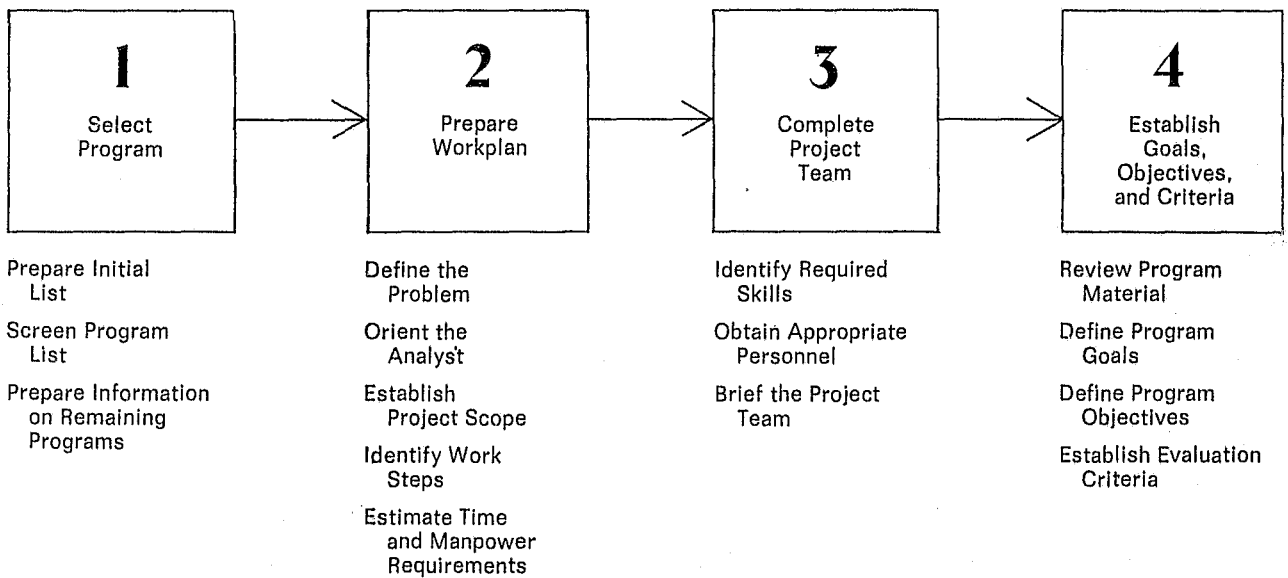 1
Select
Program
2
Prepare
Workplan
3
Complete
Project
Team
4
Establish
Goals,
Objectives,
and Criteria
Prepare Initial
List
Screen Program
List
Prepare Information
on Remaining
Programs
Define the
Problem
Orient the
Analyst
Establish
Project Scope
Identify Work
Steps
Estimate Time
and Manpower
Requirements
Identify Required
Skills
Obtain Appropriate
Personnel
Brief the Project
Team
Review Program
Material
Define Program
Goals
Define Program
Objectives
Establish Evaluation
Criteria